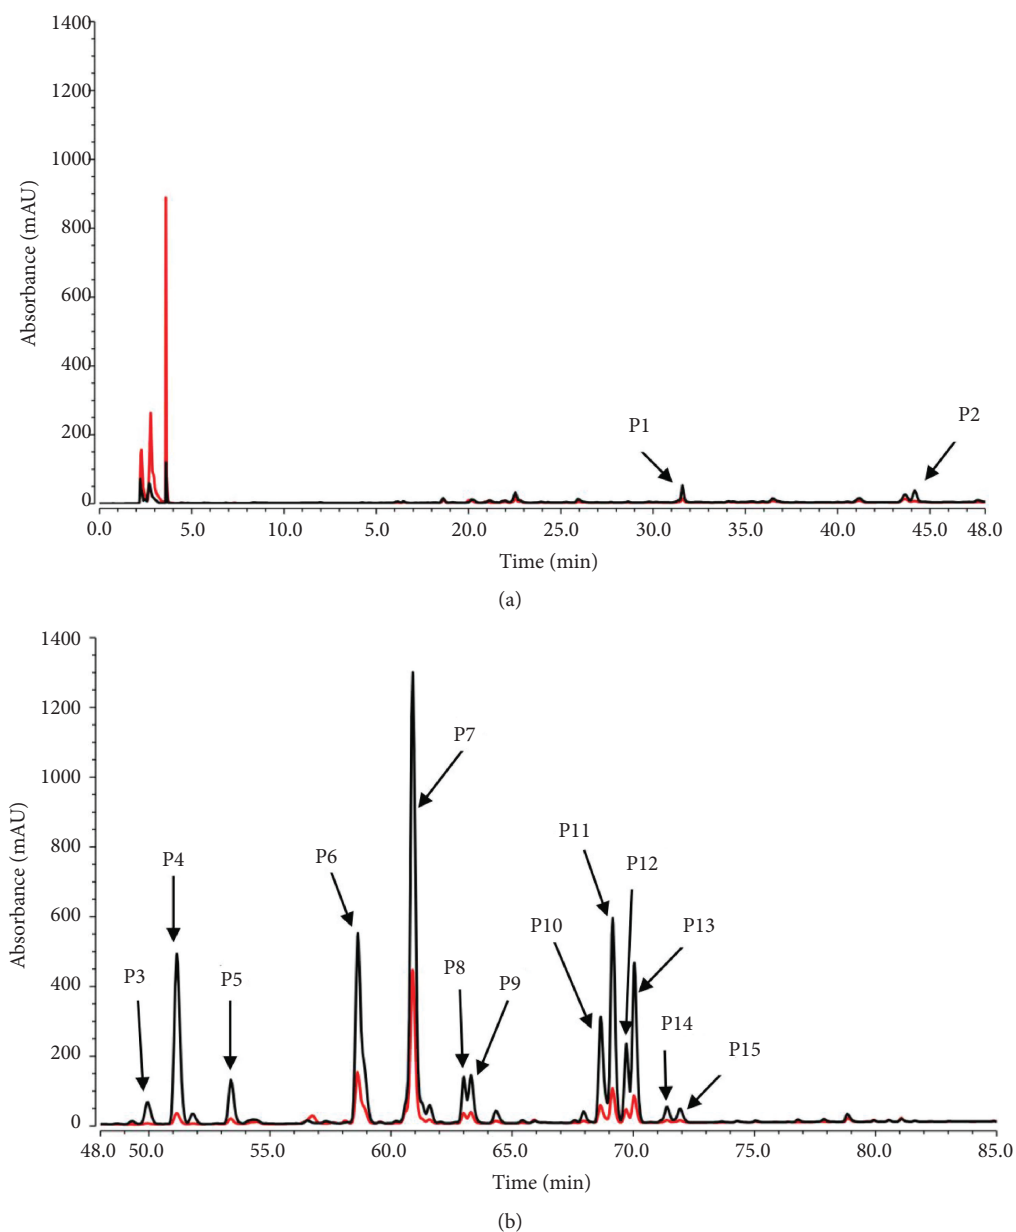 1400
1200
1000
800
600
400
200
0
Absorbance (mAU)
P1
P2
0.0 5.0 10.0 5.0 20.0 25.0 30.0 35.0 40.0 45.0 48.0
Time (min)
(a)
1400
1200
1000
800
600
400
200
0
Absorbance (mAU)
P3
P4
P5
P6
P7
P8
P9
P10
P11
P12
P13
P14
P15
48.0 50.0 55.0 60.0 65.0 70.0 75.0 80.0 85.0
Time (min)
(b)